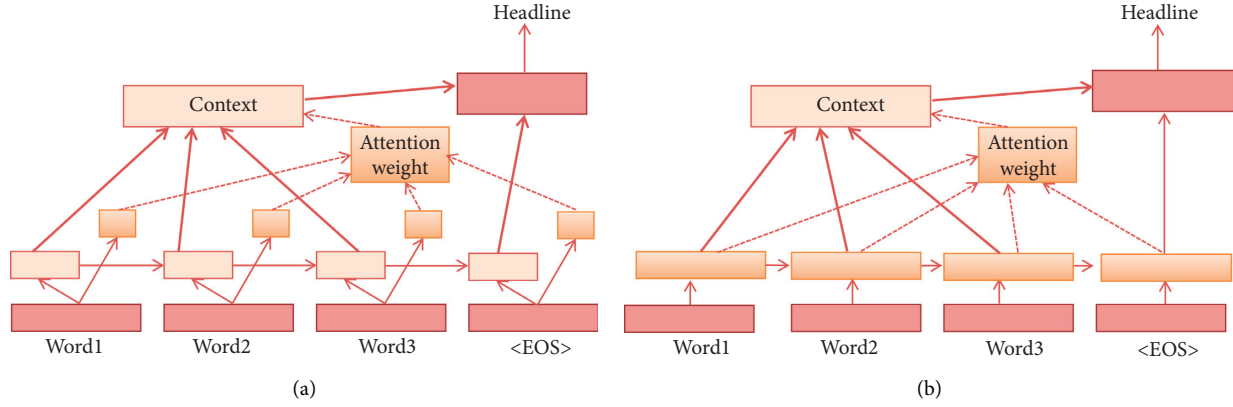 Headline
Context
Attention
weight
Word1
Word2
Word3
<EOS>
(a)
Headline
Context
Attention
weight
Word1
Word2
Word3
<EOS>
(b)